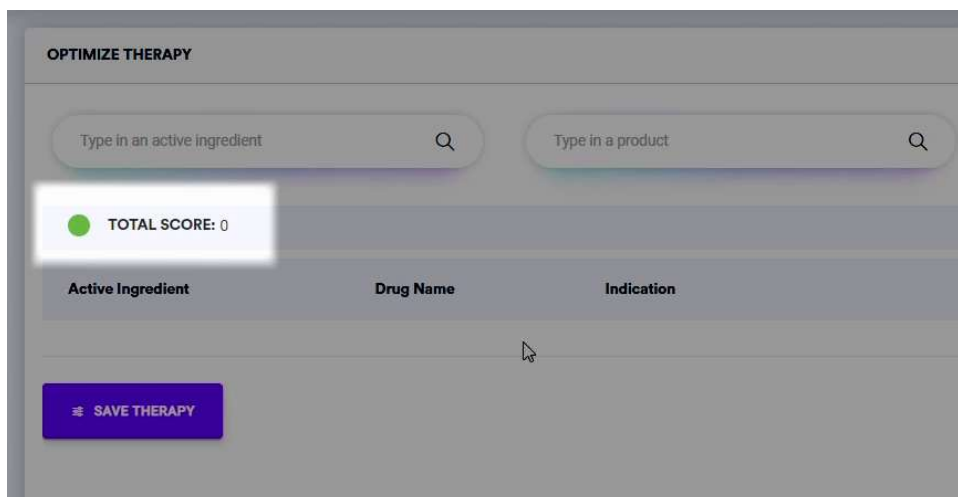 OPTIMIZE THERAPY
Type in an active ingredient Type in a product
TOTAL SCORE: 0
Active Ingredient Drug Name Indication
SAVE THERAPY